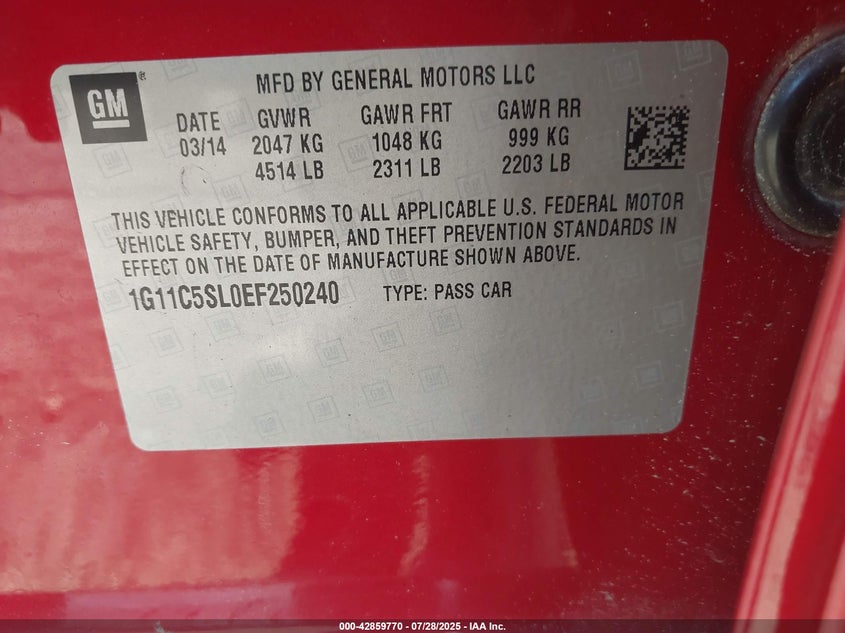 GM®
MFD BY GENERAL MOTORS LLC
DATE GVWR GAWR FRT GAWR RR
03/14 2047 KG 1048 KG 999 KG
4514 LB 2311 LB 2203 LB
THIS VEHICLE CONFORMS TO ALL APPLICABLE U.S. FEDERAL MOTOR
VEHICLE SAFETY, BUMPER, AND THEFT PREVENTION STANDARDS IN
EFFECT ON THE DATE OF MANUFACTURE SHOWN ABOVE.
1G11C5SL0EF250240 TYPE: PASS CAR
000-42859770 - 07/28/2025 - IAA Inc.